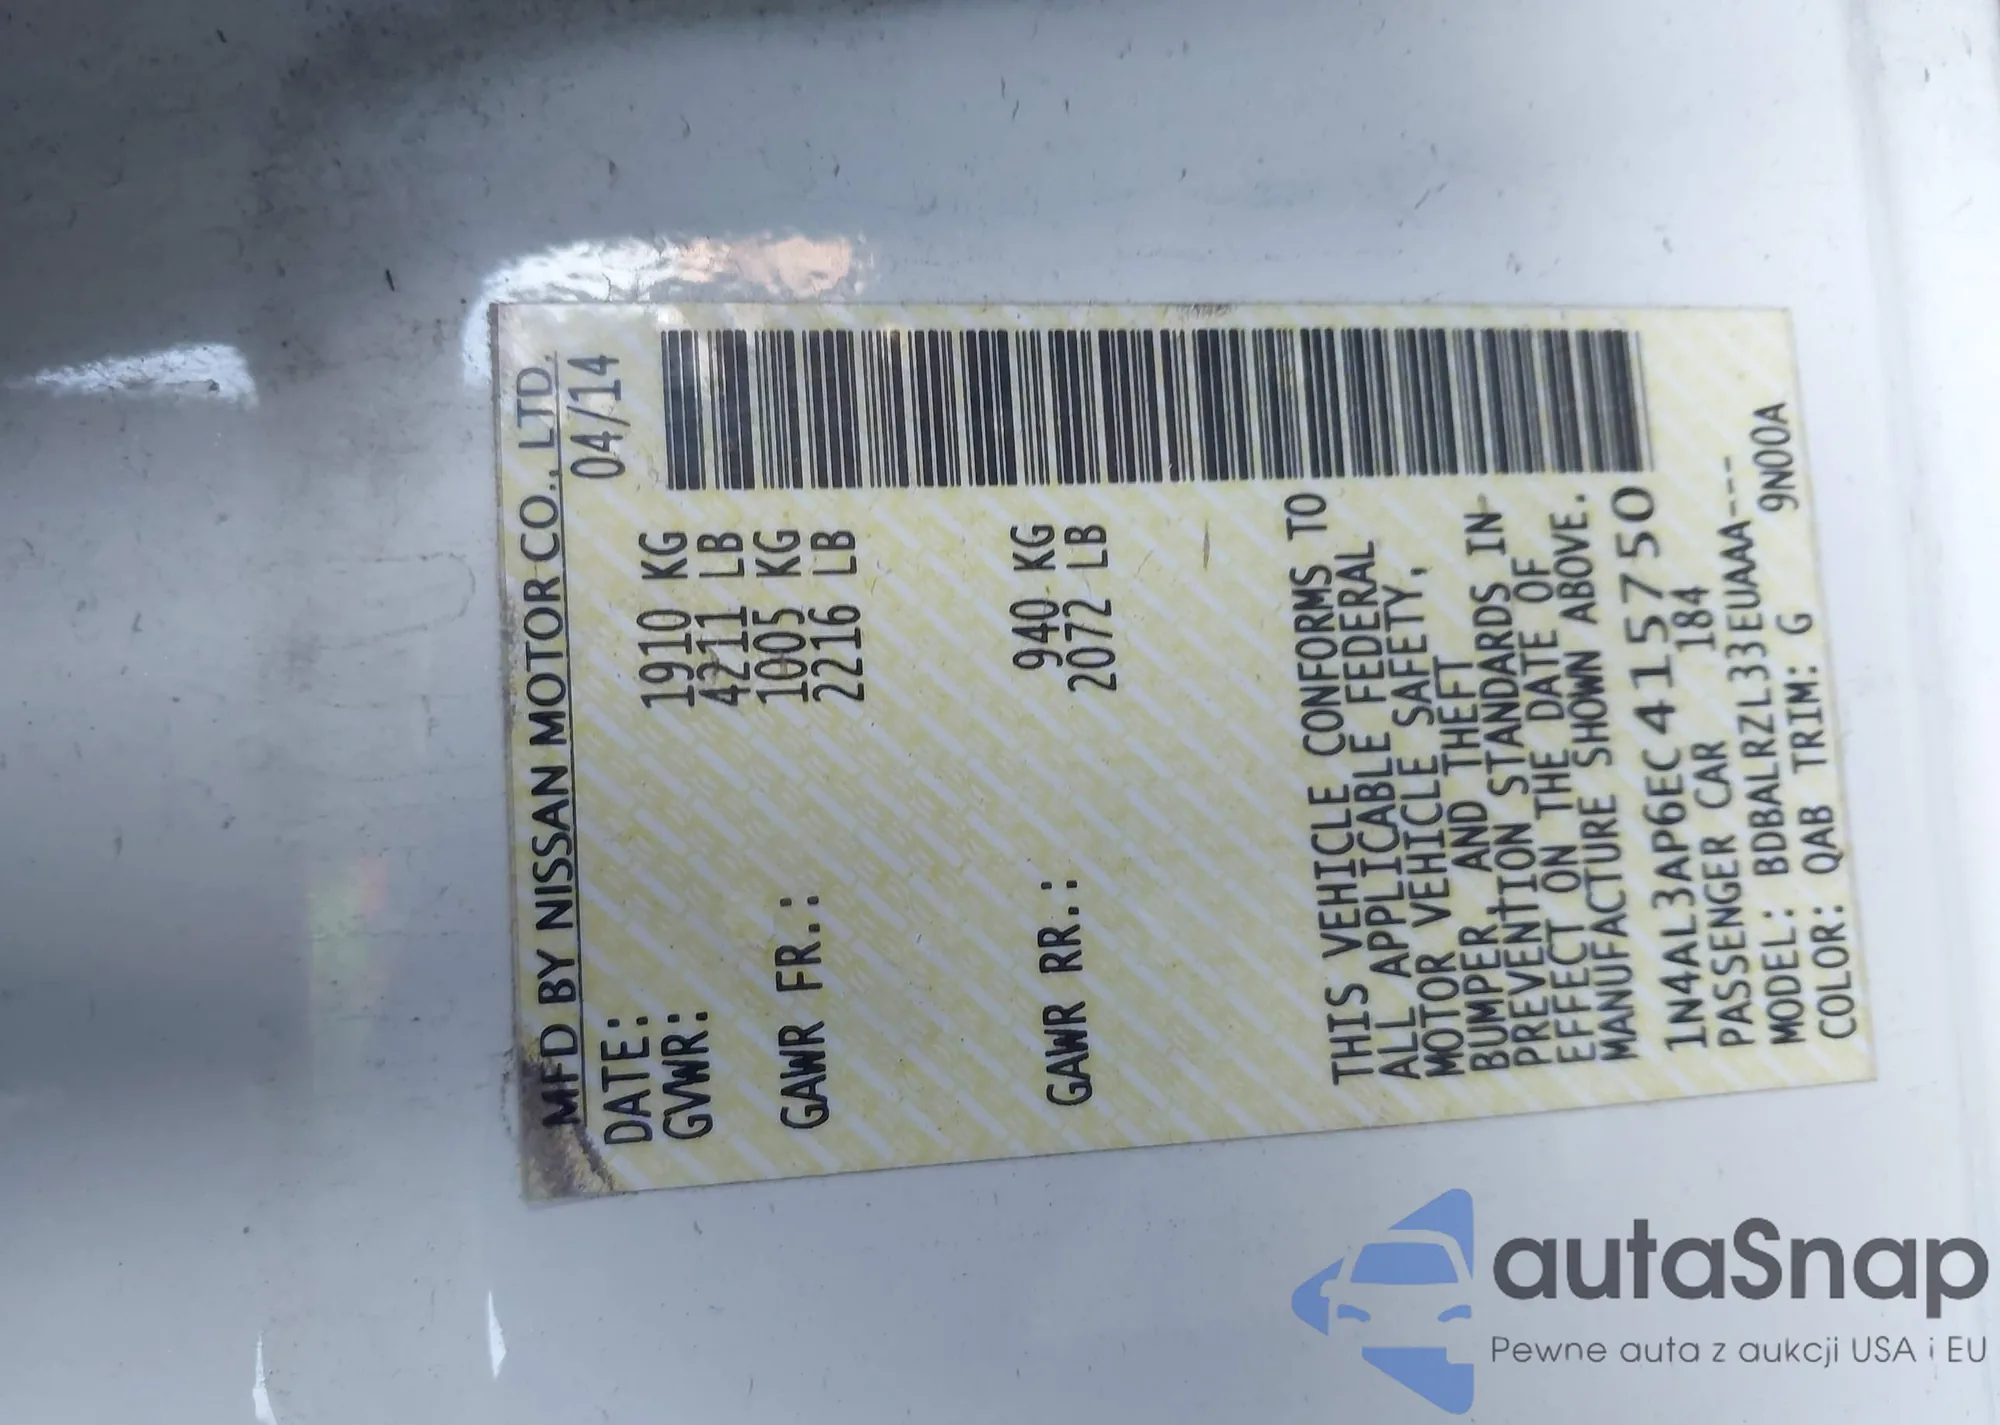 MFD BY NISSAN MOTOR CO., LTD.
DATE: 04/14
GVWR: 1910 KG
4211 LB
GAWR FR.: 1005 KG
2216 LB
GAWR RR.: 940 KG
2072 LB
THIS VEHICLE CONFORMS TO
ALL APPLICABLE FEDERAL
MOTOR VEHICLE SAFETY,
BUMPER AND THEFT
PREVENTION STANDARDS IN
EFFECT ON THE DATE OF
MANUFACTURE SHOWN ABOVE.
1N4AL3AP6EC415750
PASSENGER CAR 184
MODEL: BDBALRZL33EUAAA---
COLOR: QAB TRIM: G 9N00A
autaSnap
Pewne auta z aukcji USA i EU